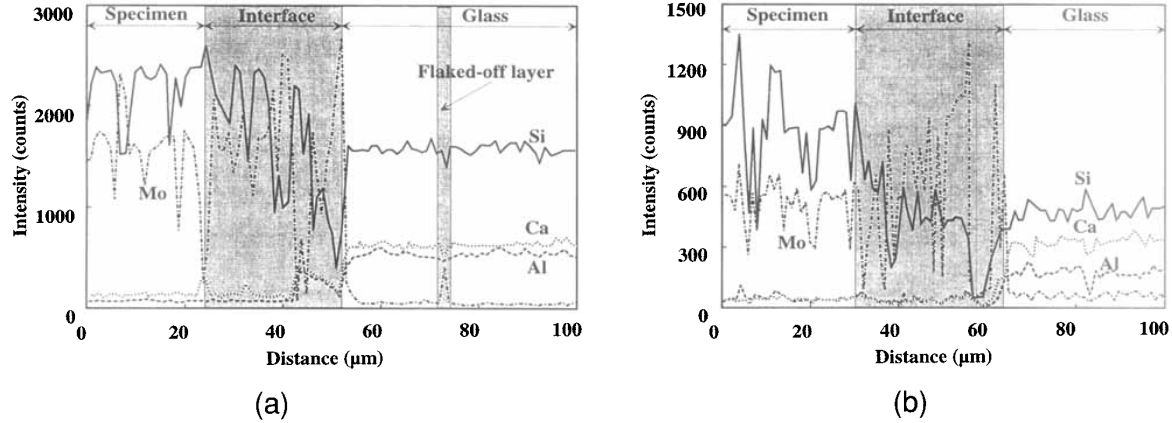 3000
Specimen
Interface
Glass
Flaked-off layer
2000
Si
Mo
1000
Ca
Al
0
0
20
40
60
80
100
Intensity (counts)
Distance (µm)
(a)
1500
Specimen
Interface
Glass
1200
900
600
Si
Mo
Ca
300
Al
0
0
20
40
60
80
100
Intensity (counts)
Distance (µm)
(b)